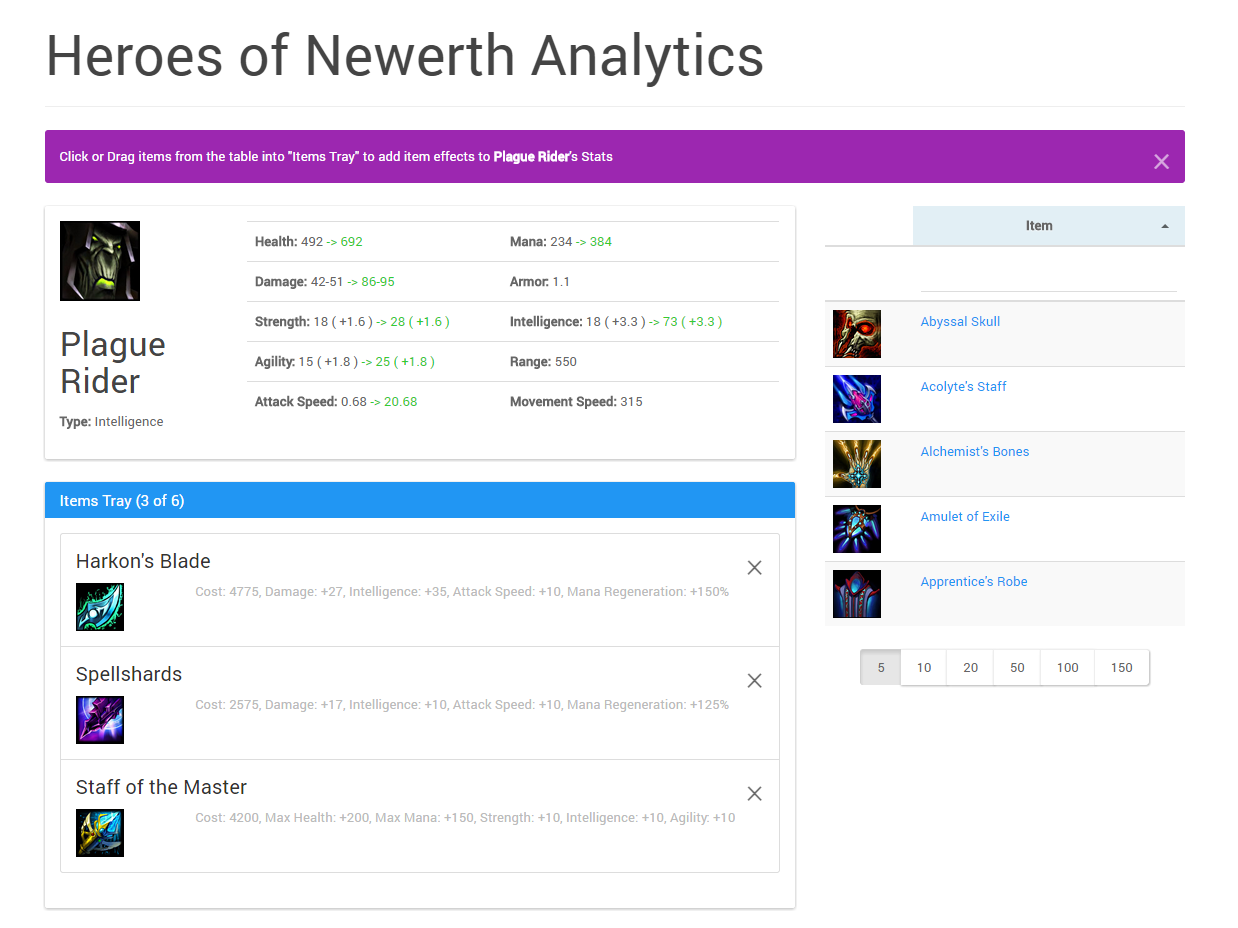 Heroes of Newerth Analytics
Click or Drag items from the table into "Items Tray" to add item effects to Plague Rider's Stats
Plague
Rider
Type: Intelligence
Health: 492 -> 692
Mana: 234 -> 384
Damage: 42-51 -> 86-95
Armor: 1.1
Strength: 18 ( +1.6 ) -> 28 ( +1.6 )
Intelligence: 18 ( +3.3 ) -> 73 ( +3.3 )
Agility: 15 ( +1.8 ) -> 25 ( +1.8 )
Range: 550
Attack Speed: 0.68 -> 20.68
Movement Speed: 315
Items Tray (3 of 6)
Harkon's Blade
Cost: 4775, Damage: +27, Intelligence: +35, Attack Speed: +10, Mana Regeneration: +150%
Spellshards
Cost: 2575, Damage: +17, Intelligence: +10, Attack Speed: +10, Mana Regeneration: +125%
Staff of the Master
Cost: 4200, Max Health: +200, Max Mana: +150, Strength: +10, Intelligence: +10, Agility: +10
Item
Abyssal Skull
Acolyte's Staff
Alchemist's Bones
Amulet of Exile
Apprentice's Robe
5 10 20 50 100 150